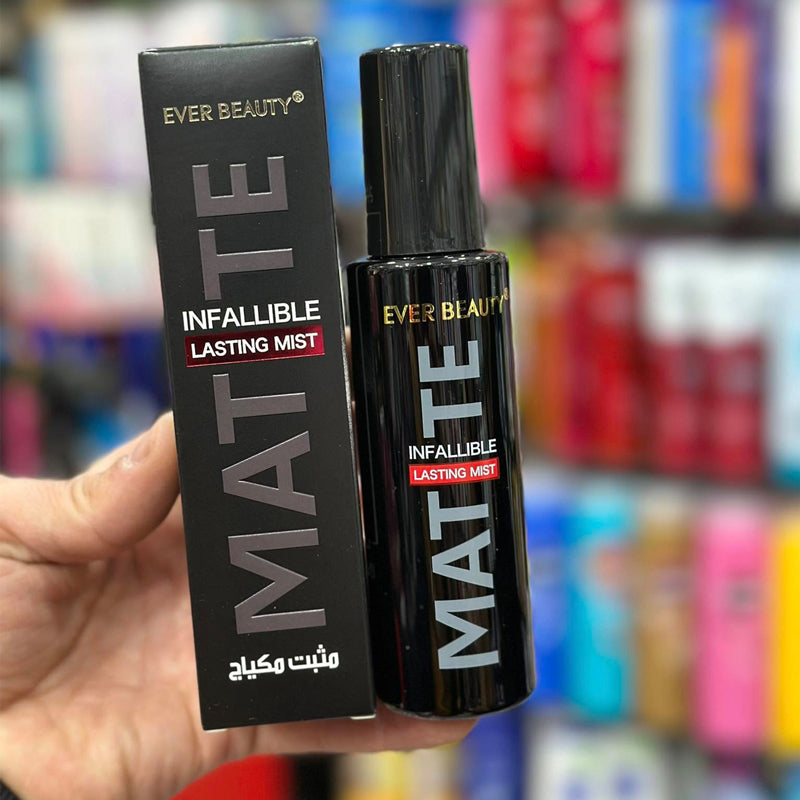 EVER BEAUTY®
MATTE
INFALLIBLE
LASTING MIST
مثبت مكياج
EVER BEAUTY®
MATTE
INFALLIBLE
LASTING MIST